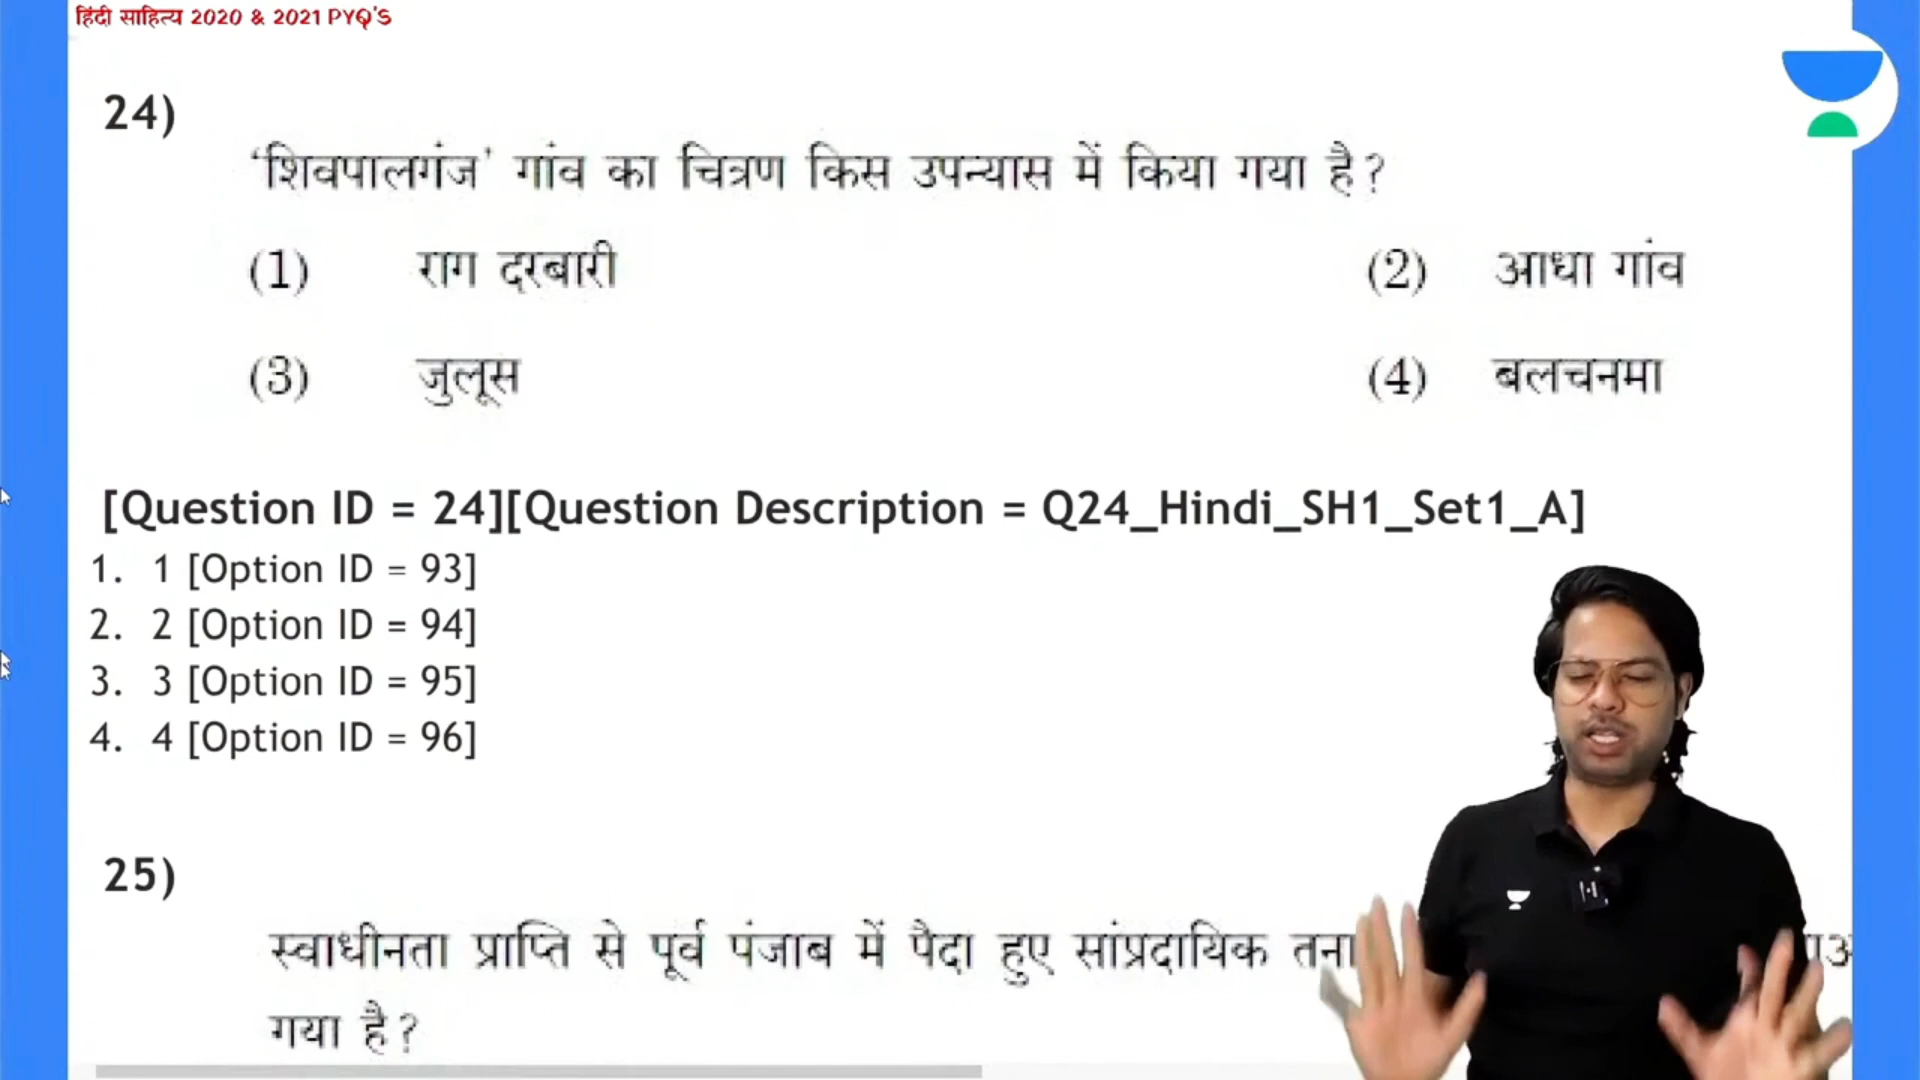 हिंदी साहित्य 2020 & 2021 PYQ'S
24)
'शिवपालगंज' गांव का चित्रण किस उपन्यास में किया गया है?
(1) राग दरबारी (2) आधा गांव
(3) जुलूस (4) बलचनमा
[Question ID = 24][Question Description = Q24_Hindi_SH1_Set1_A]
1. 1 [Option ID = 93]
2. 2 [Option ID = 94]
3. 3 [Option ID = 95]
4. 4 [Option ID = 96]
25)
स्वाधीनता प्राप्ति से पूर्व पंजाब में पैदा हुए सांप्रदायिक
गया है?